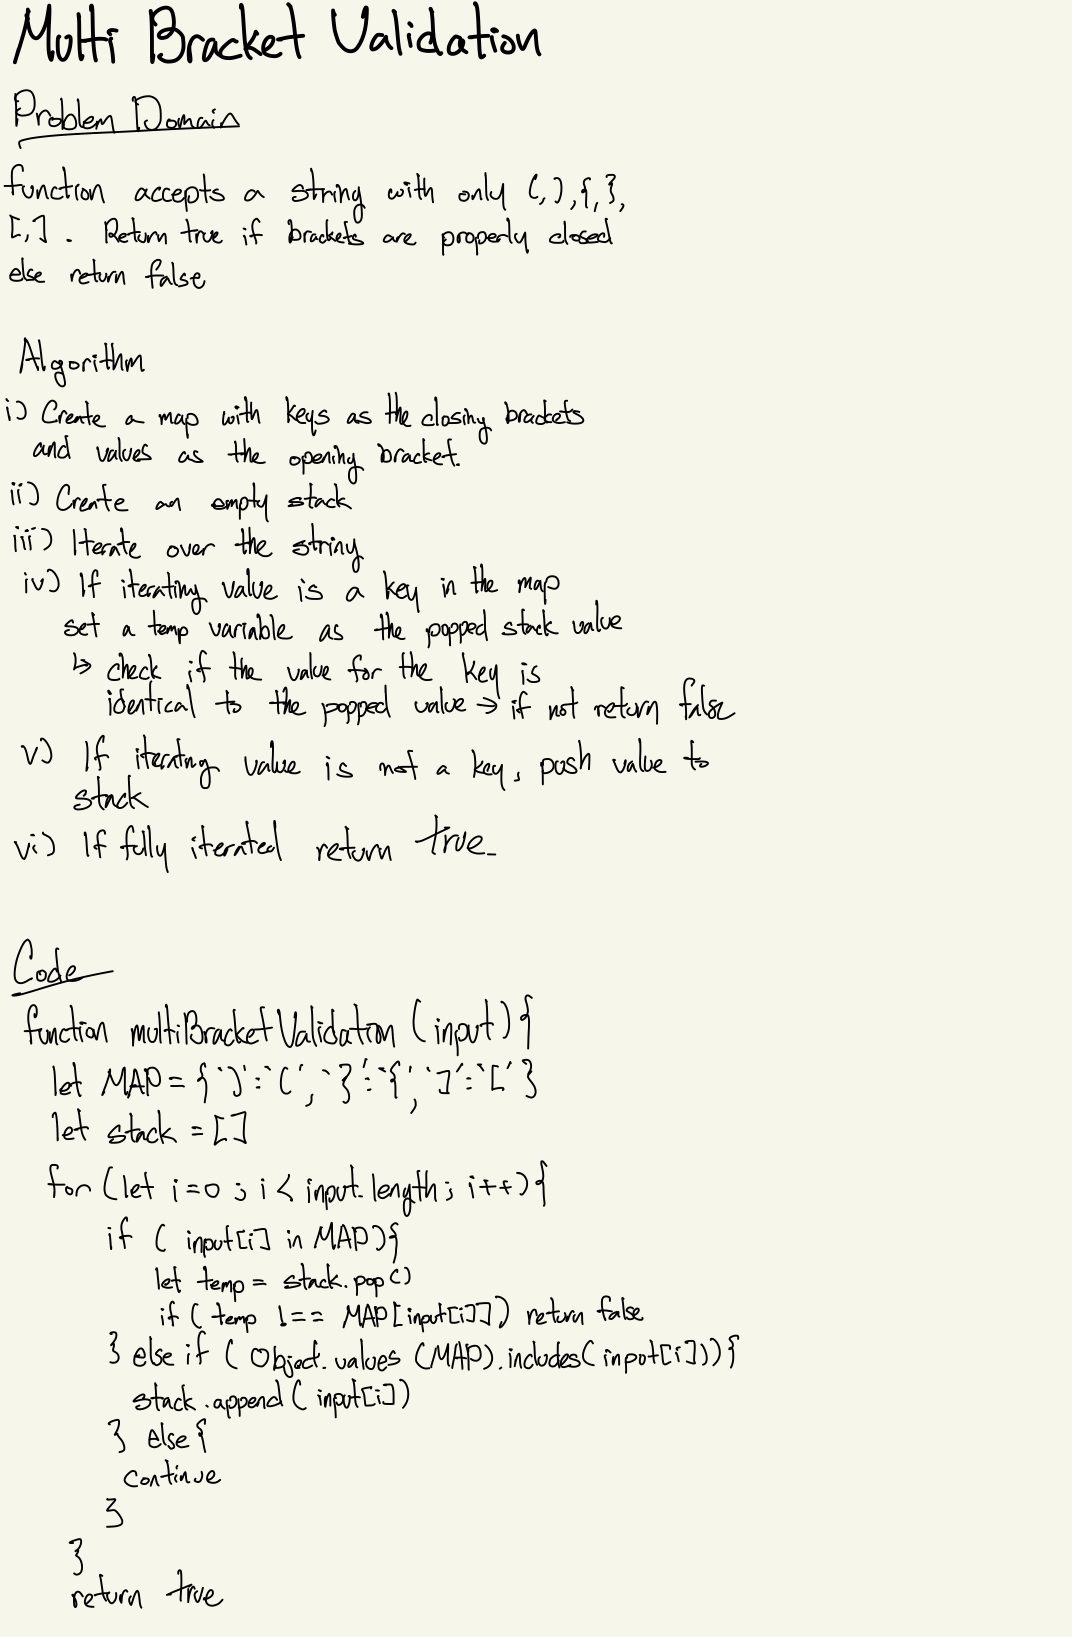 Multi Bracket Validation
Problem Domain
function accepts a string with only (,),{,},
[,]. Return true if brackets are properly closed
else return false
Algorithm
i) Create a map with keys as the closing brackets
and values as the opening bracket.
ii) Create an empty stack
iii) Iterate over the string
iv) If iterating value is a key in the map
set a temp variable as the popped stack value
↳ check if the value for the key is
identical to the popped value → if not return false
v) If iterating value is not a key, push value to
stack
vi) If fully iterated return true.
Code
function multiBracketValidation (input) {
let MAP = { ')':'(', '}':'{', ']':'[' }
let stack = []
for (let i=0; i < input.length; i++){
if ( input[i] in MAP){
let temp = stack.pop()
if ( temp !== MAP[input[i]]) return false
} else if ( Object.values (MAP).includes( input[i])){
stack.append( input[i])
} else {
continue
}
}
return true